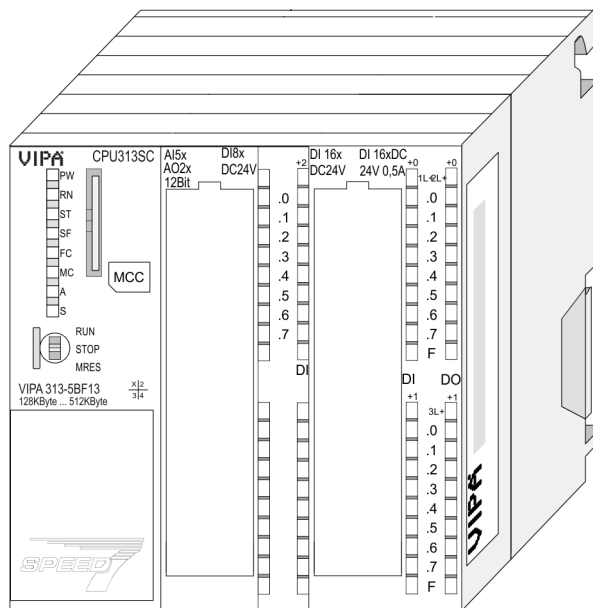 VIPA CPU313SC
PW
RN
ST
SF
FC
MC
A
S
MCC
RUN
STOP
MRES
VIPA 313-5BF13
X 2
3 4
128KByte ... 512KByte
SPEED7
AI5x DI8x
AO2x DC24V
12Bit
+2
.0
.1
.2
.3
.4
.5
.6
.7
DI
DI 16x DI 16xDC
DC24V 24V 0,5A
+0 +0
1L+ 2L+
.0
.1
.2
.3
.4
.5
.6
.7
F
DI DO
+1 +1
3L+
.0
.1
.2
.3
.4
.5
.6
.7
F
VIPA